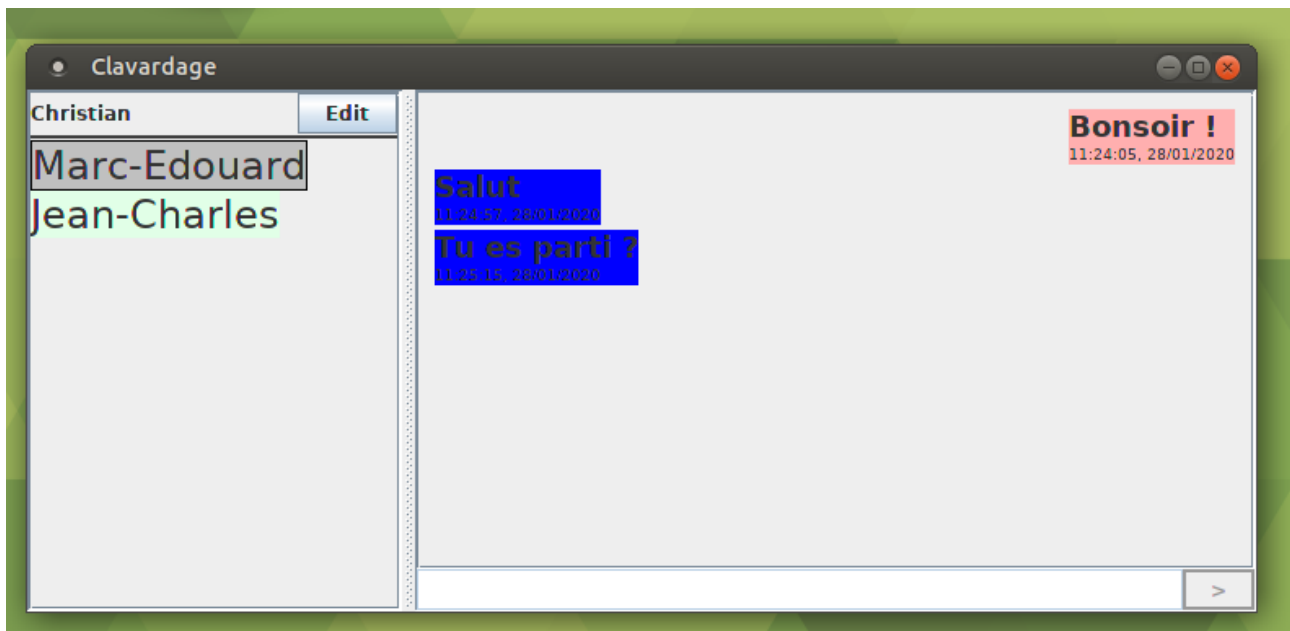 Clavardage
Christian
Edit
Marc-Edouard
Jean-Charles
Bonsoir !
11:24:05, 28/01/2020
Salut
11:24:57, 28/01/2020
Tu es parti ?
11:25:15, 28/01/2020
>